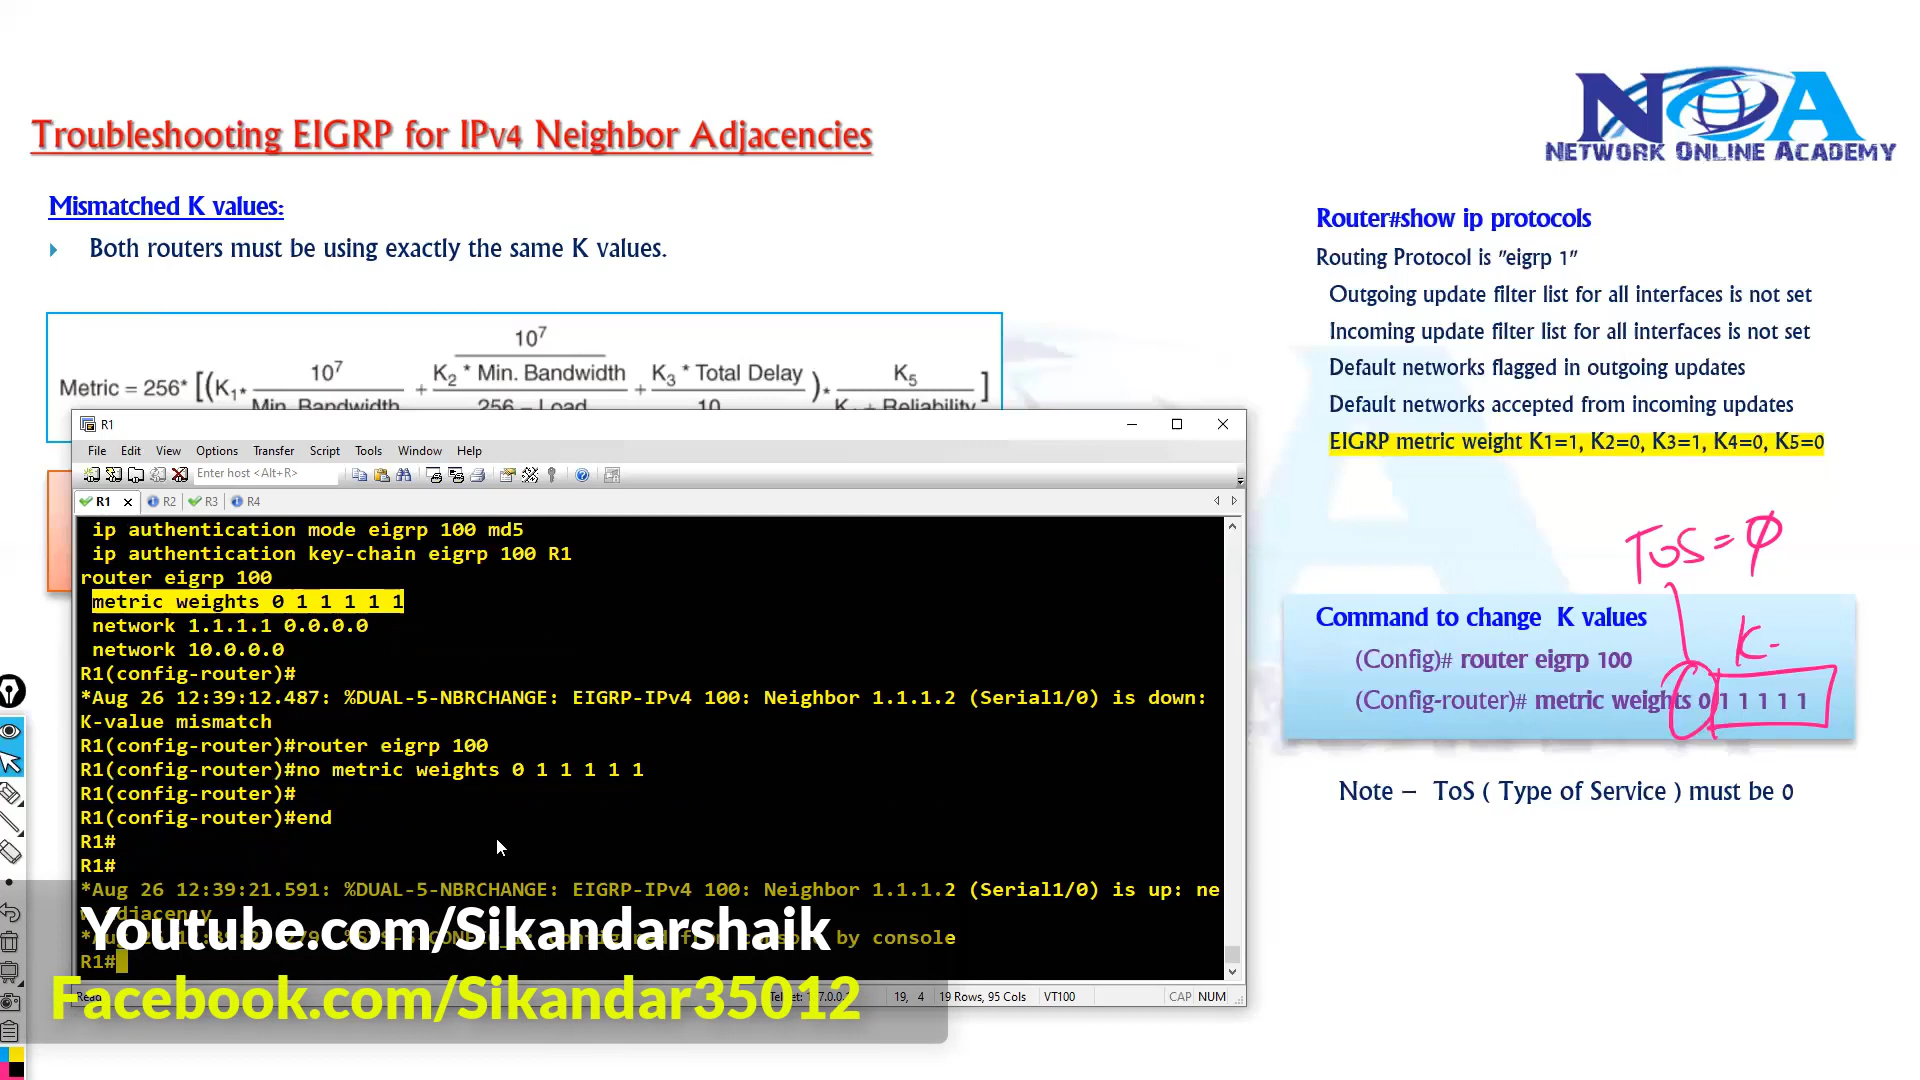 NOA
NETWORK ONLINE ACADEMY
Troubleshooting EIGRP for IPv4 Neighbor Adjacencies
Mismatched K values:
Both routers must be using exactly the same K values.
Metric = 256* [(K1* 10^7 / Min. Bandwidth + 10^7 / K2 * Min. Bandwidth / 256 – Load + K3 * Total Delay / 10 )* K5 / Reliability ]
Router#show ip protocols
Routing Protocol is "eigrp 1"
Outgoing update filter list for all interfaces is not set
Incoming update filter list for all interfaces is not set
Default networks flagged in outgoing updates
Default networks accepted from incoming updates
EIGRP metric weight K1=1, K2=0, K3=1, K4=0, K5=0
ToS = 0
K-
Command to change K values
(Config)# router eigrp 100
(Config-router)# metric weights 0 1 1 1 1 1
Note – ToS ( Type of Service ) must be 0
R1
File Edit View Options Transfer Script Tools Window Help
Enter host <Alt+R>
R1 R2 R3 R4
ip authentication mode eigrp 100 md5
ip authentication key-chain eigrp 100 R1
router eigrp 100
metric weights 0 1 1 1 1 1
network 1.1.1.1 0.0.0.0
network 10.0.0.0
R1(config-router)#
*Aug 26 12:39:12.487: %DUAL-5-NBRCHANGE: EIGRP-IPv4 100: Neighbor 1.1.1.2 (Serial1/0) is down:
K-value mismatch
R1(config-router)#router eigrp 100
R1(config-router)#no metric weights 0 1 1 1 1 1
R1(config-router)#
R1(config-router)#end
R1#
R1#
*Aug 26 12:39:21.591: %DUAL-5-NBRCHANGE: EIGRP-IPv4 100: Neighbor 1.1.1.2 (Serial1/0) is up: ne
w adjacency
by console
R1#
Youtube.com/Sikandarshaik
Facebook.com/Sikandar35012
19, 4 19 Rows, 95 Cols VT100 CAP NUM